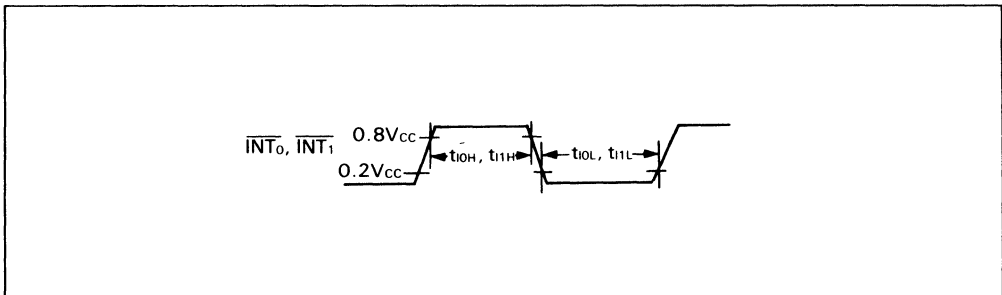 INT0, INT1 0.8Vcc
tI0H, tI1H tI0L, tI1L
0.2Vcc